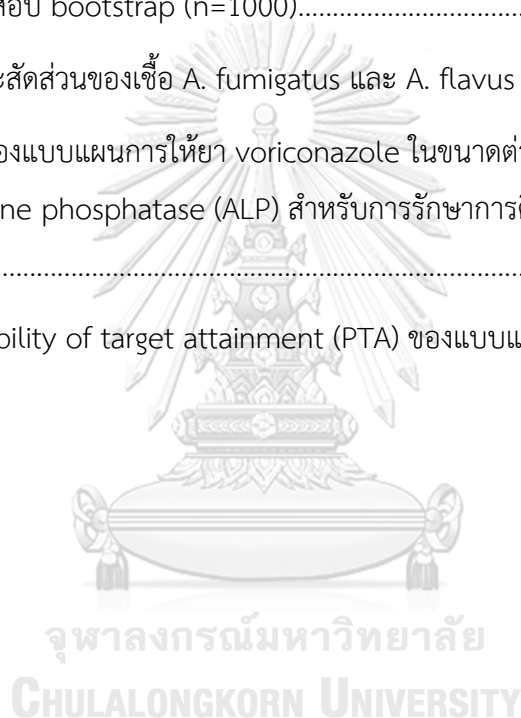 สอบ bootstrap (n=1000)....................................
ะสัดส่วนของเชื้อ A. fumigatus และ A. flavus
องแบบแผนการให้ยา voriconazole ในขนาดต่
ne phosphatase (ALP) สำหรับการรักษาการ
............................................................................
bility of target attainment (PTA) ของแบบแ
จุฬาลงกรณ์มหาวิทยาลัย
CHULALONGKORN UNIVERSITY